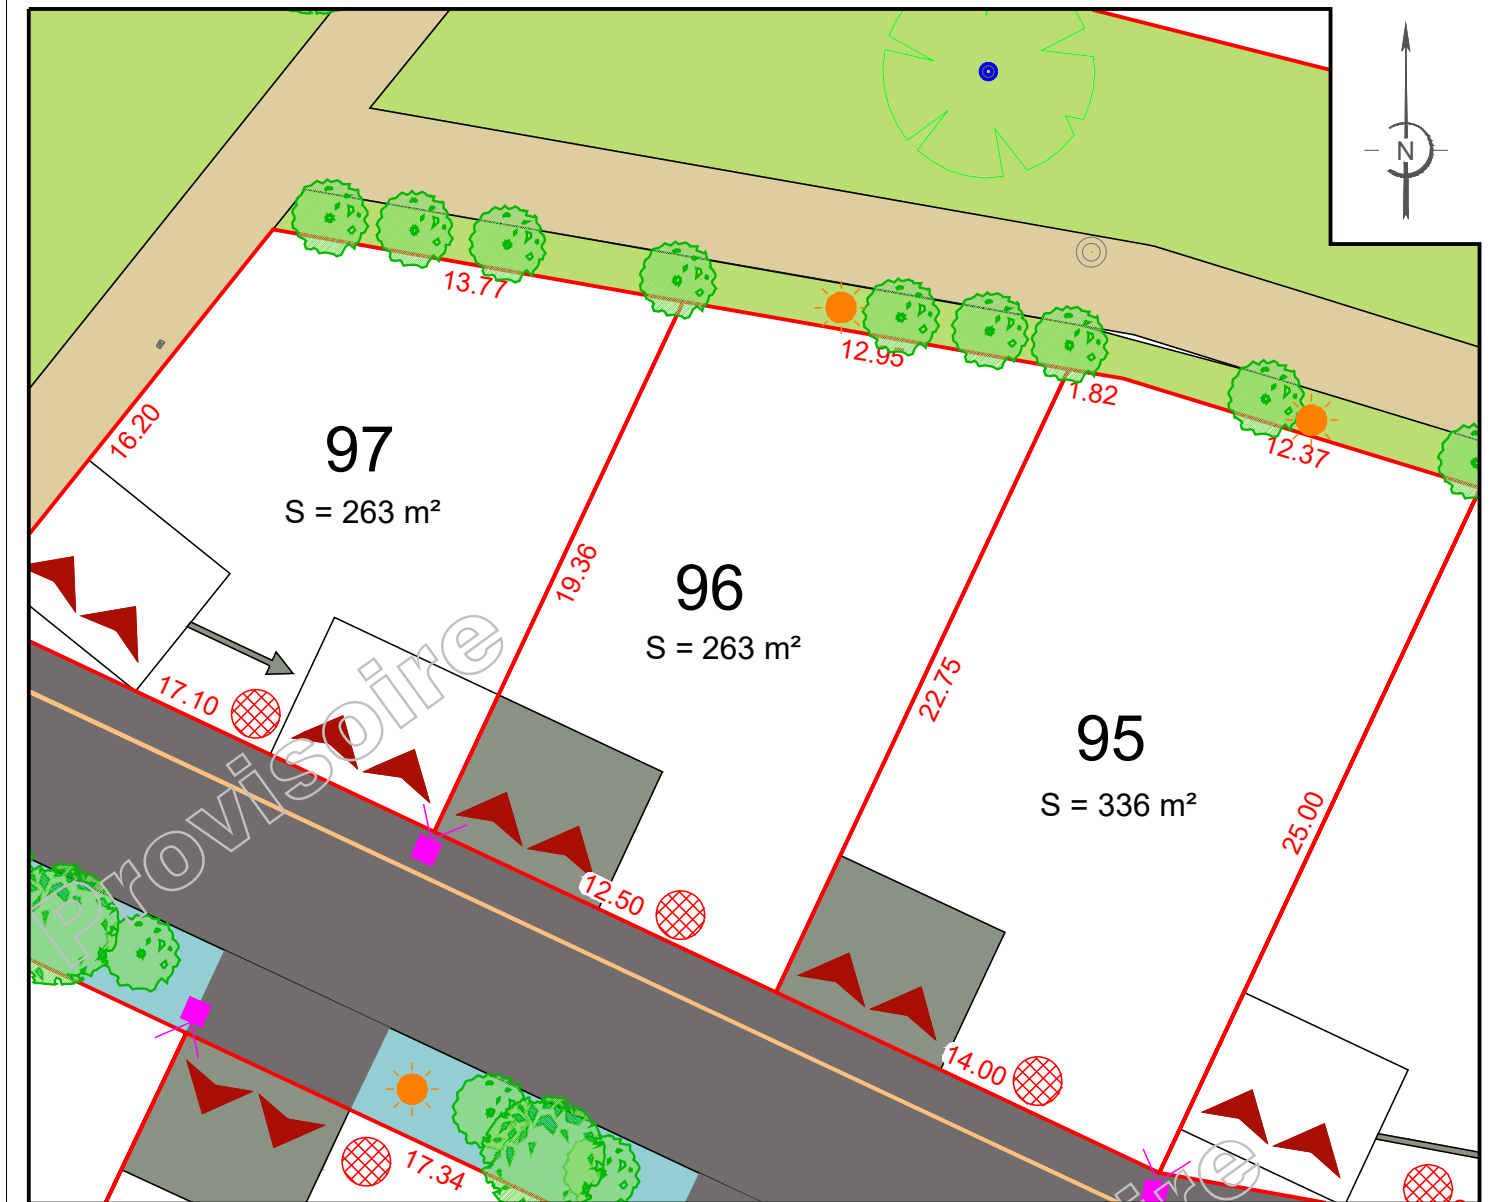 N
13.77
12.95
1.82
12.37
16.20
97
S = 263 m²
19.36
96
S = 263 m²
22.75
95
S = 336 m²
25.00
17.10
12.50
14.00
17.34
Provisoire
ire